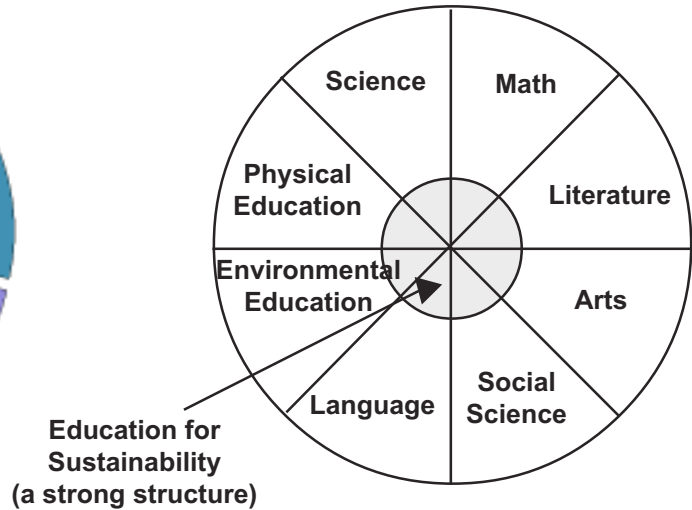 Science
Math
Physical
Education
Literature
Environmental
Education
Arts
Language
Social
Science
Education for
Sustainability
(a strong structure)